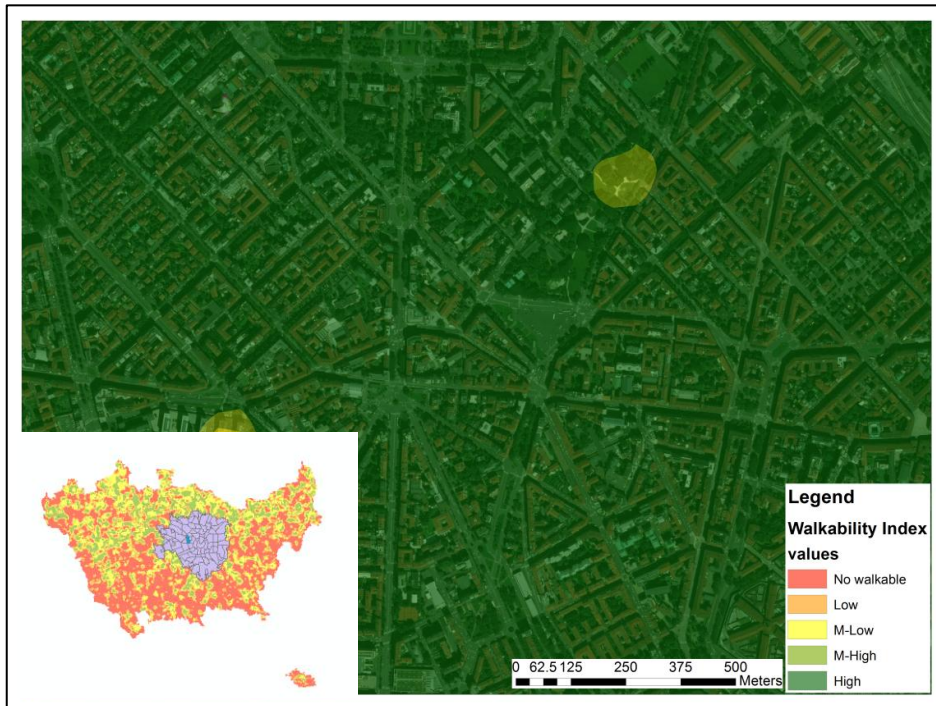 Legend
Walkability Index
values
No walkable
Low
M-Low
M-High
High
0 62.5 125 250 375 500
Meters